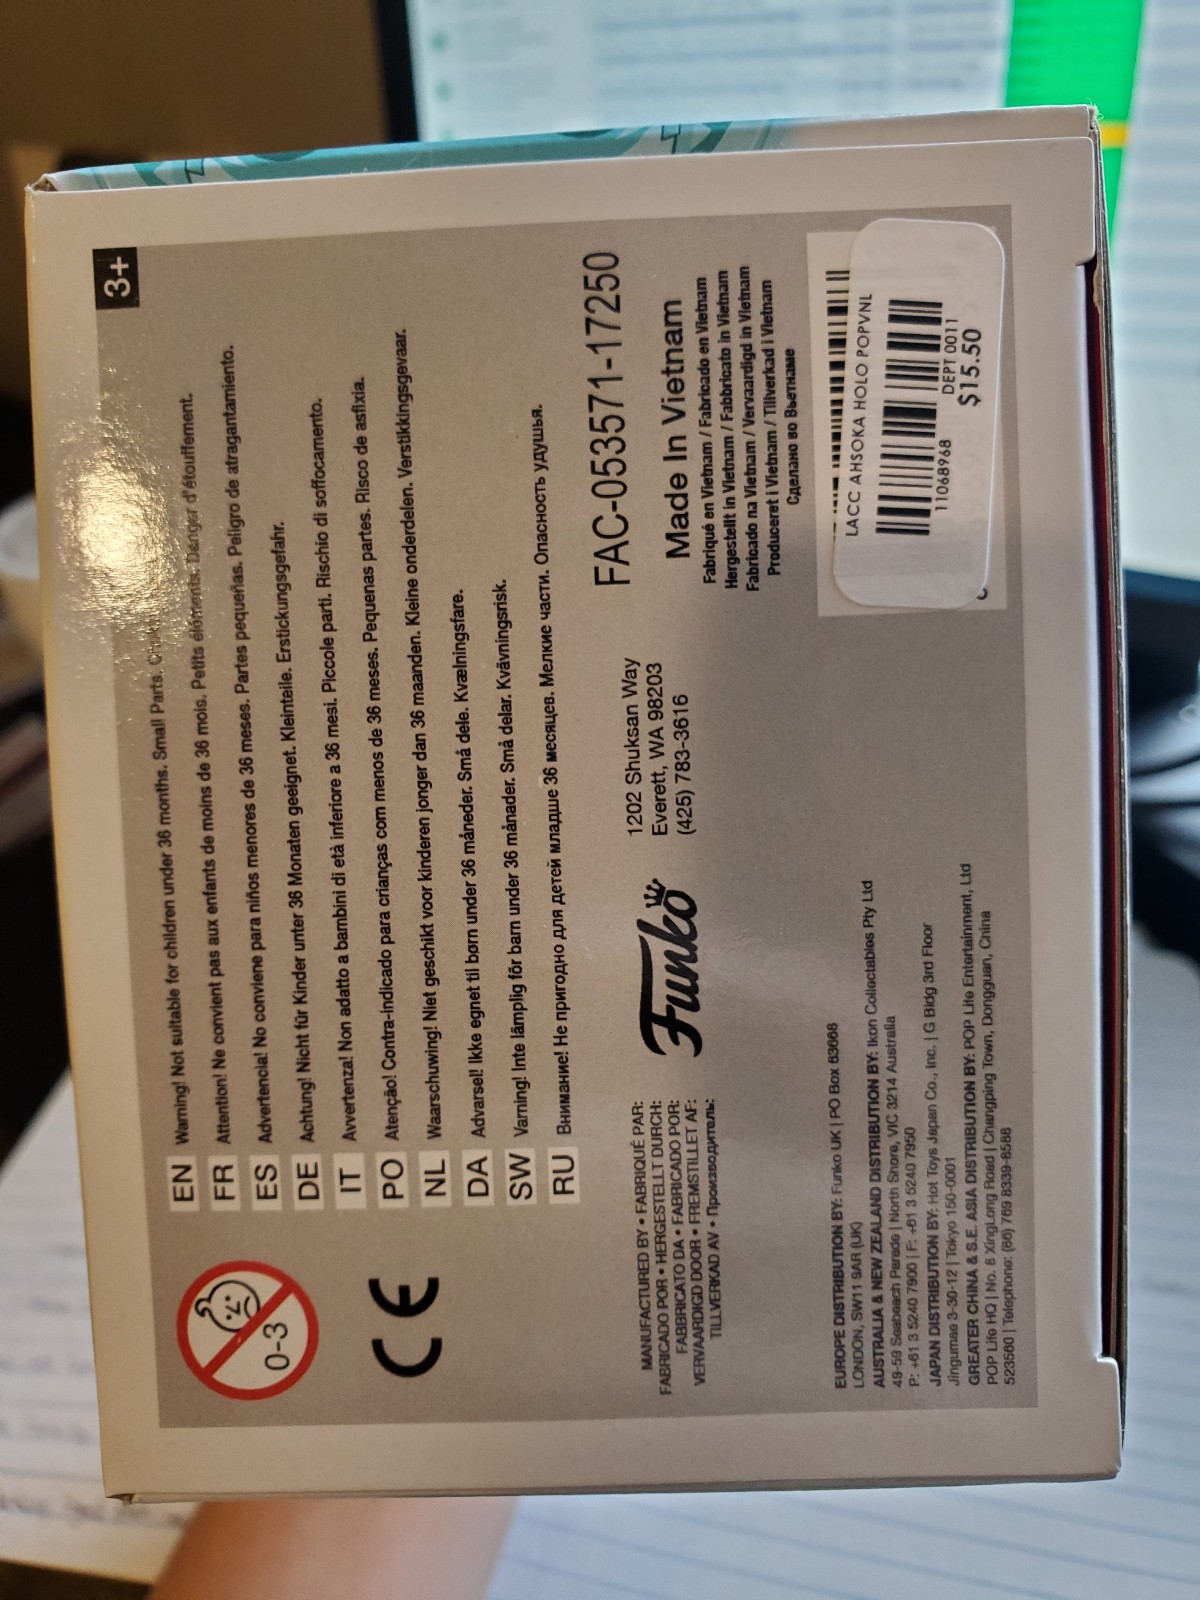 3+
EN Warning! Not suitable for children under 36 months. Small Parts.
FR Attention! Ne convient pas aux enfants de moins de 36 mois. Petits éléments. Danger d'étouffement.
ES Advertencia! No conviene para niños menores de 36 meses. Partes pequeñas. Peligro de atragantamiento.
DE Achtung! Nicht für Kinder unter 36 Monaten geeignet. Kleinteile. Erstickungsgefahr.
IT Avvertenza! Non adatto a bambini di età inferiore a 36 mesi. Piccole parti. Rischio di soffocamento.
PO Atenção! Contra-indicado para crianças com menos de 36 meses. Pequenas partes. Risco de asfixia.
NL Waarschuwing! Niet geschikt voor kinderen jonger dan 36 maanden. Kleine onderdelen. Verstikkingsgevaar.
DA Advarsel! Ikke egnet til børn under 36 måneder. Små dele. Kvælningsfare.
SW Varning! Inte lämplig för barn under 36 månader. Små delar. Kvävningsrisk.
RU Внимание! Не пригодно для детей младше 36 месяцев. Мелкие части. Опасность удушья.
0-3
CE
MANUFACTURED BY • FABRIQUÉ PAR:
FABRICADO POR • HERGESTELLT DURCH:
FABBRICATO DA • FABRICADO POR:
VERVAARDIGD DOOR • FREMSTILLET AF:
TILLVERKAD AV • Производитель:
Funko
1202 Shuksan Way
Everett, WA 98203
(425) 783-3616
FAC-053571-17250
Made In Vietnam
Fabriqué en Vietnam / Fabricado en Vietnam
Hergestellt in Vietnam / Fabbricato in Vietnam
Fabricado na Vietnam / Vervaardigd in Vietnam
Produceret i Vietnam / Tillverkad i Vietnam
Сделано во Вьетнаме
EUROPE DISTRIBUTION BY: Funko UK | PO Box 63668
LONDON, SW11 9AR (UK)
AUSTRALIA & NEW ZEALAND DISTRIBUTION BY: Ikon Collectables Pty Ltd
49-59 Seabeach Parade | North Shore, VIC 3214 Australia
P: +61 3 5240 7900 | F: +61 3 5240 7950
JAPAN DISTRIBUTION BY: Hot Toys Japan Co., Inc. | G Bldg 3rd Floor
Jingumae 3-30-12 | Tokyo 150-0001
GREATER CHINA & S.E. ASIA DISTRIBUTION BY: POP Life Entertainment, Ltd
POP Life HQ | No. 8 XingLong Road | Changping Town, Dongguan, China
523560 | Telephone: (86) 769 8339-8586
LACC AHSOKA HOLO POPVNL
11068968
DEPT 0011
$15.50